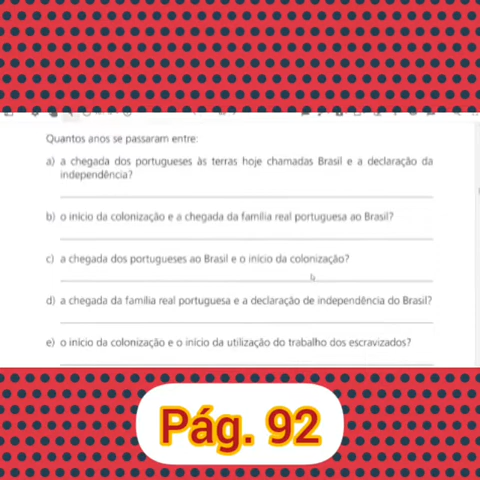 Quantos anos se passaram entre:
a) a chegada dos portugueses às terras hoje chamadas Brasil e a declaração da
independência?
b) o início da colonização e a chegada da família real portuguesa ao Brasil?
c) a chegada dos portugueses ao Brasil e o início da colonização?
d) a chegada da família real portuguesa e a declaração de independência do Brasil?
e) o início da colonização e o início da utilização do trabalho dos escravizados?
Pág. 92